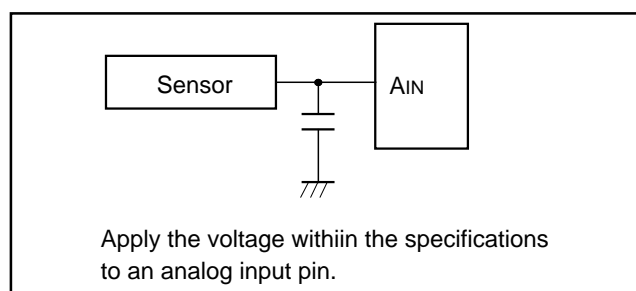 Sensor
AIN
Apply the voltage withiin the specifications
to an analog input pin.